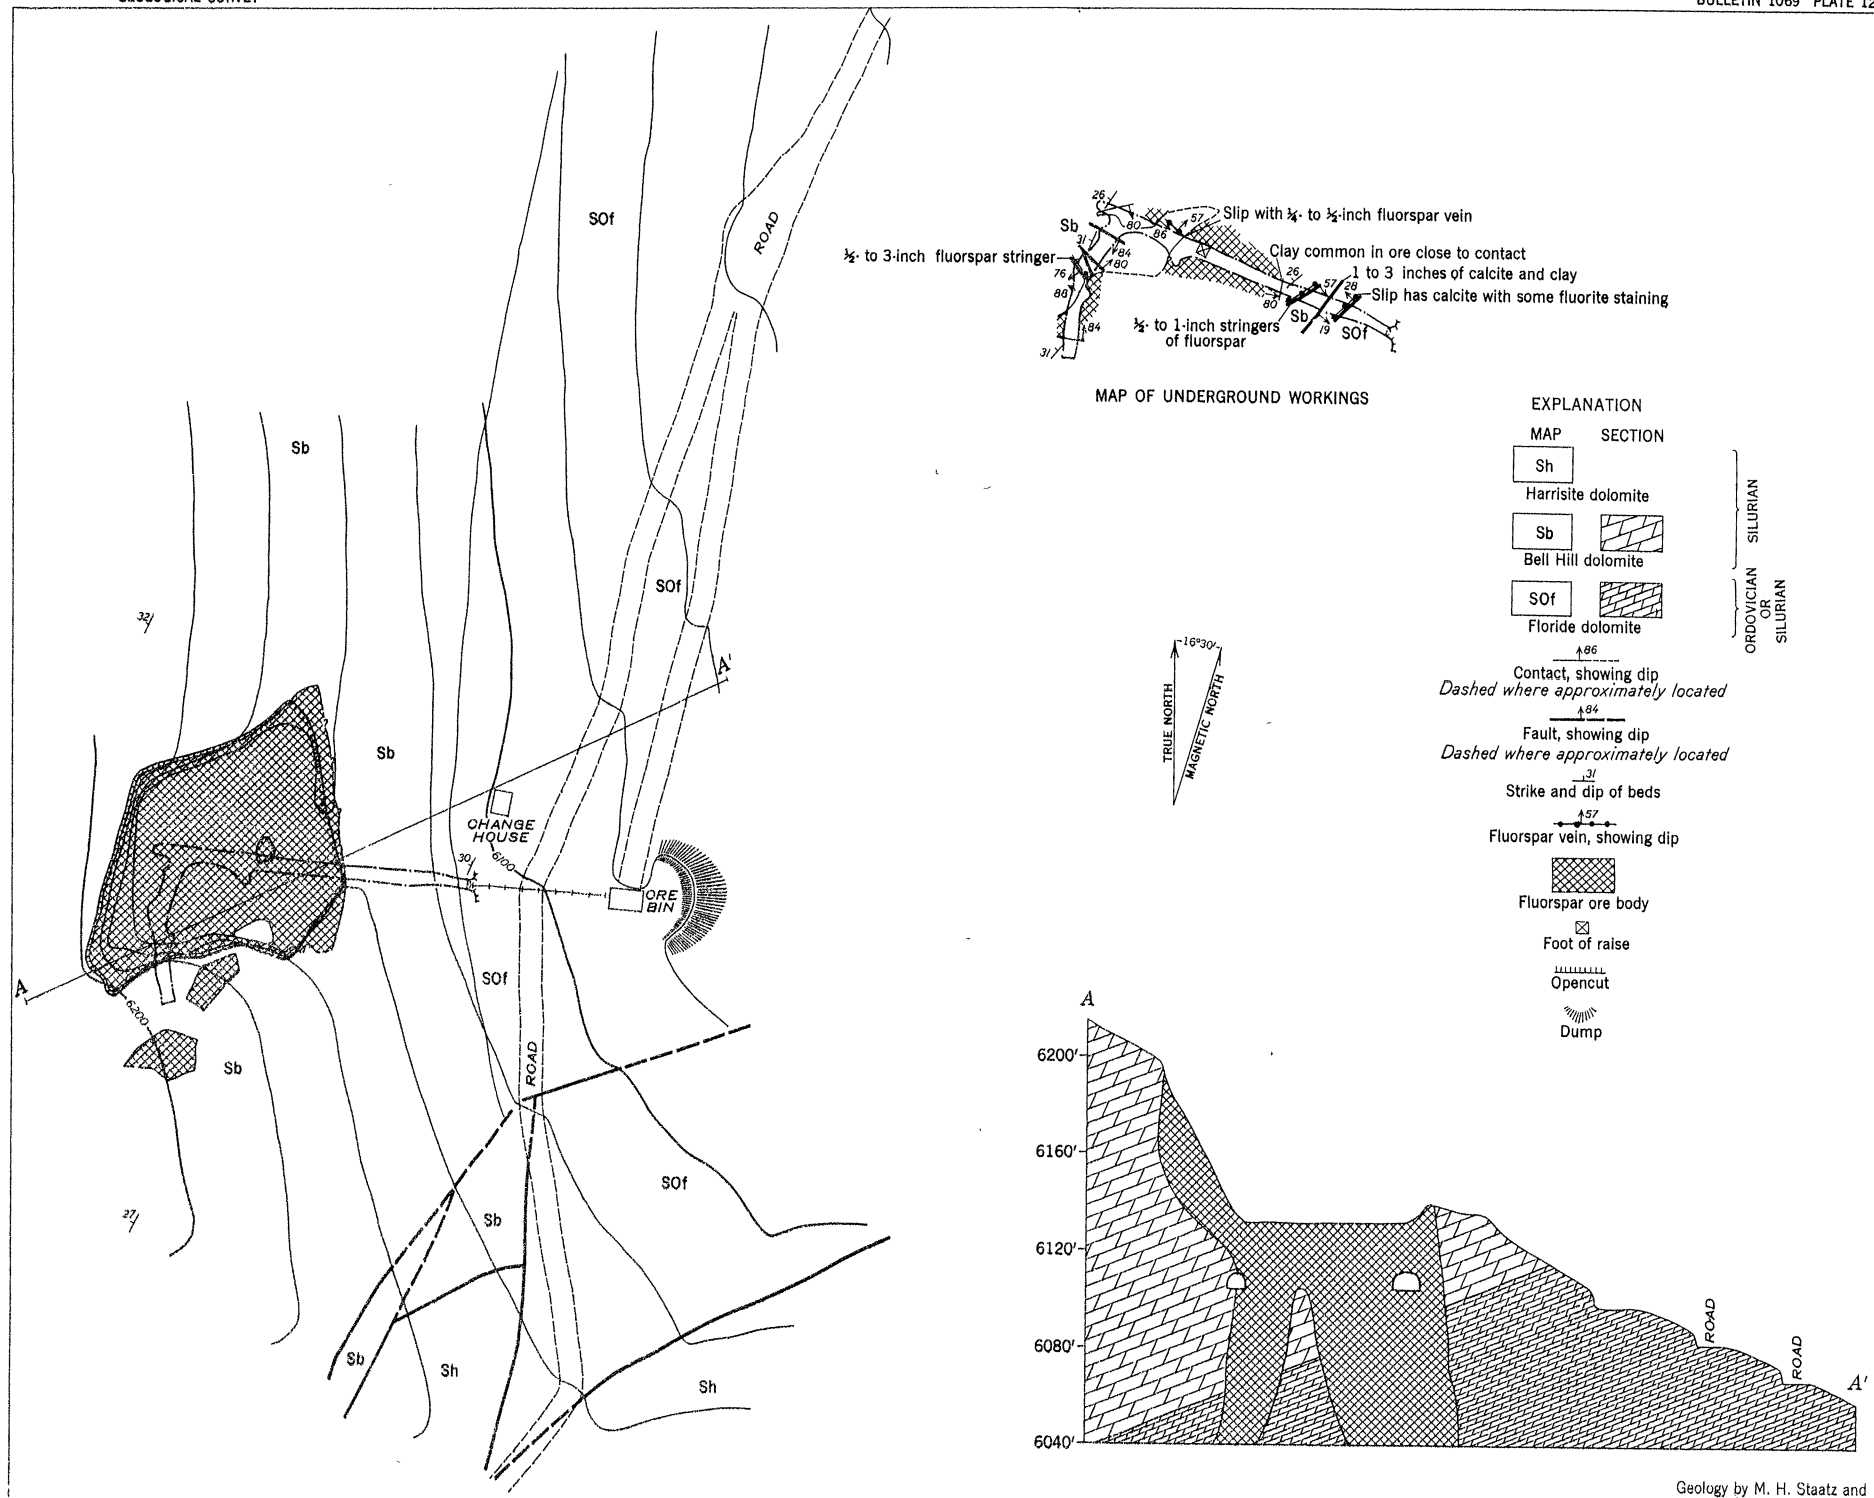 GEOLOGICAL SURVEY
BULLETIN 1069 PLATE 12
ROAD
SOf
Sb
32
SOf
A'
Sb
CHANGE
HOUSE
6100
30
ORE
BIN
A
6200
SOf
ROAD
Sb
SOf
Sb
27
Sb
Sh
Sh
26
Sb
80
86
57
Slip with ¼- to ½-inch fluorspar vein
31
84
80
½- to 3-inch fluorspar stringer
76
88
84
31
Clay common in ore close to contact
26
57
1 to 3 inches of calcite and clay
28
Slip has calcite with some fluorite staining
80
Sb
19
SOf
½- to 1-inch stringers
of fluorspar
MAP OF UNDERGROUND WORKINGS
EXPLANATION
MAP SECTION
Sh
Harrisite dolomite
Sb
Bell Hill dolomite
SILURIAN
SOf
Floride dolomite
ORDOVICIAN
OR
SILURIAN
86
Contact, showing dip
Dashed where approximately located
84
Fault, showing dip
Dashed where approximately located
31
Strike and dip of beds
57
Fluorspar vein, showing dip
Fluorspar ore body
Foot of raise
Opencut
Dump
16°30'
TRUE NORTH
MAGNETIC NORTH
A
6200'
6160'
6120'
6080'
6040'
ROAD
ROAD
A'
Geology by M. H. Staatz and